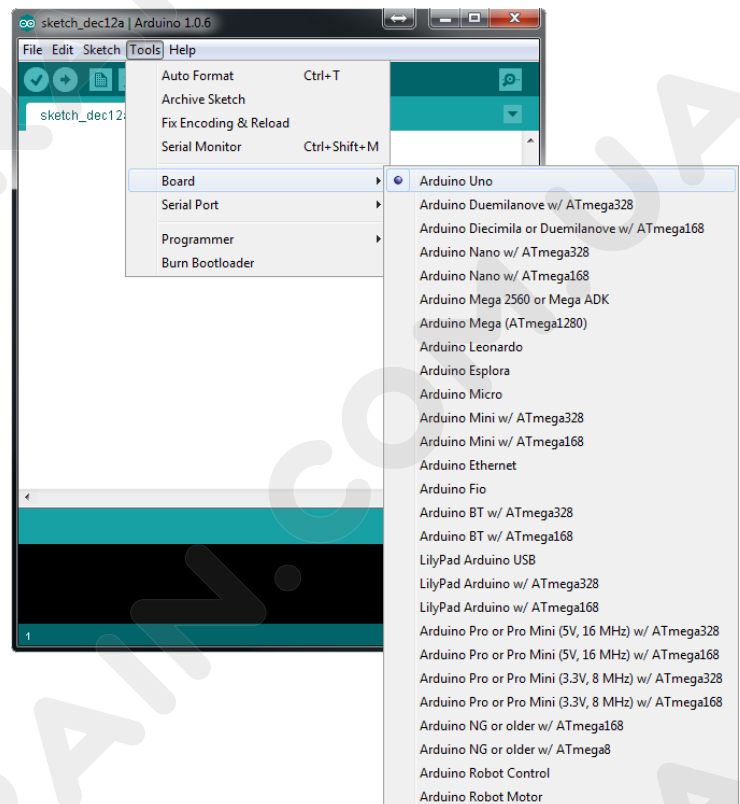 sketch_dec12a | Arduino 1.0.6
File Edit Sketch Tools Help
Auto Format Ctrl+T
Archive Sketch
sketch_dec12a
Fix Encoding & Reload
Serial Monitor Ctrl+Shift+M
Board
Serial Port
Programmer
Burn Bootloader
Arduino Uno
Arduino Duemilanove w/ ATmega328
Arduino Diecimila or Duemilanove w/ ATmega168
Arduino Nano w/ ATmega328
Arduino Nano w/ ATmega168
Arduino Mega 2560 or Mega ADK
Arduino Mega (ATmega1280)
Arduino Leonardo
Arduino Esplora
Arduino Micro
Arduino Mini w/ ATmega328
Arduino Mini w/ ATmega168
Arduino Ethernet
Arduino Fio
Arduino BT w/ ATmega328
Arduino BT w/ ATmega168
LilyPad Arduino USB
LilyPad Arduino w/ ATmega328
LilyPad Arduino w/ ATmega168
Arduino Pro or Pro Mini (5V, 16 MHz) w/ ATmega328
Arduino Pro or Pro Mini (5V, 16 MHz) w/ ATmega168
Arduino Pro or Pro Mini (3.3V, 8 MHz) w/ ATmega328
Arduino Pro or Pro Mini (3.3V, 8 MHz) w/ ATmega168
Arduino NG or older w/ ATmega168
Arduino NG or older w/ ATmega8
Arduino Robot Control
Arduino Robot Motor
1